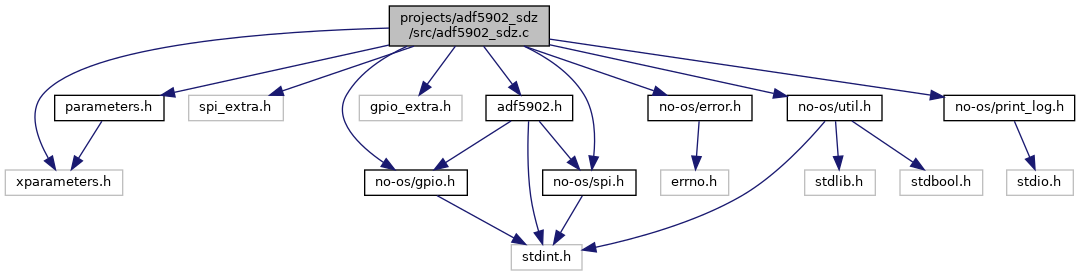 projects/adf5902_sdz
/src/adf5902_sdz.c
parameters.h
spi_extra.h
gpio_extra.h
adf5902.h
no-os/error.h
no-os/util.h
no-os/print_log.h
xparameters.h
no-os/gpio.h
no-os/spi.h
errno.h
stdlib.h
stdbool.h
stdio.h
stdint.h